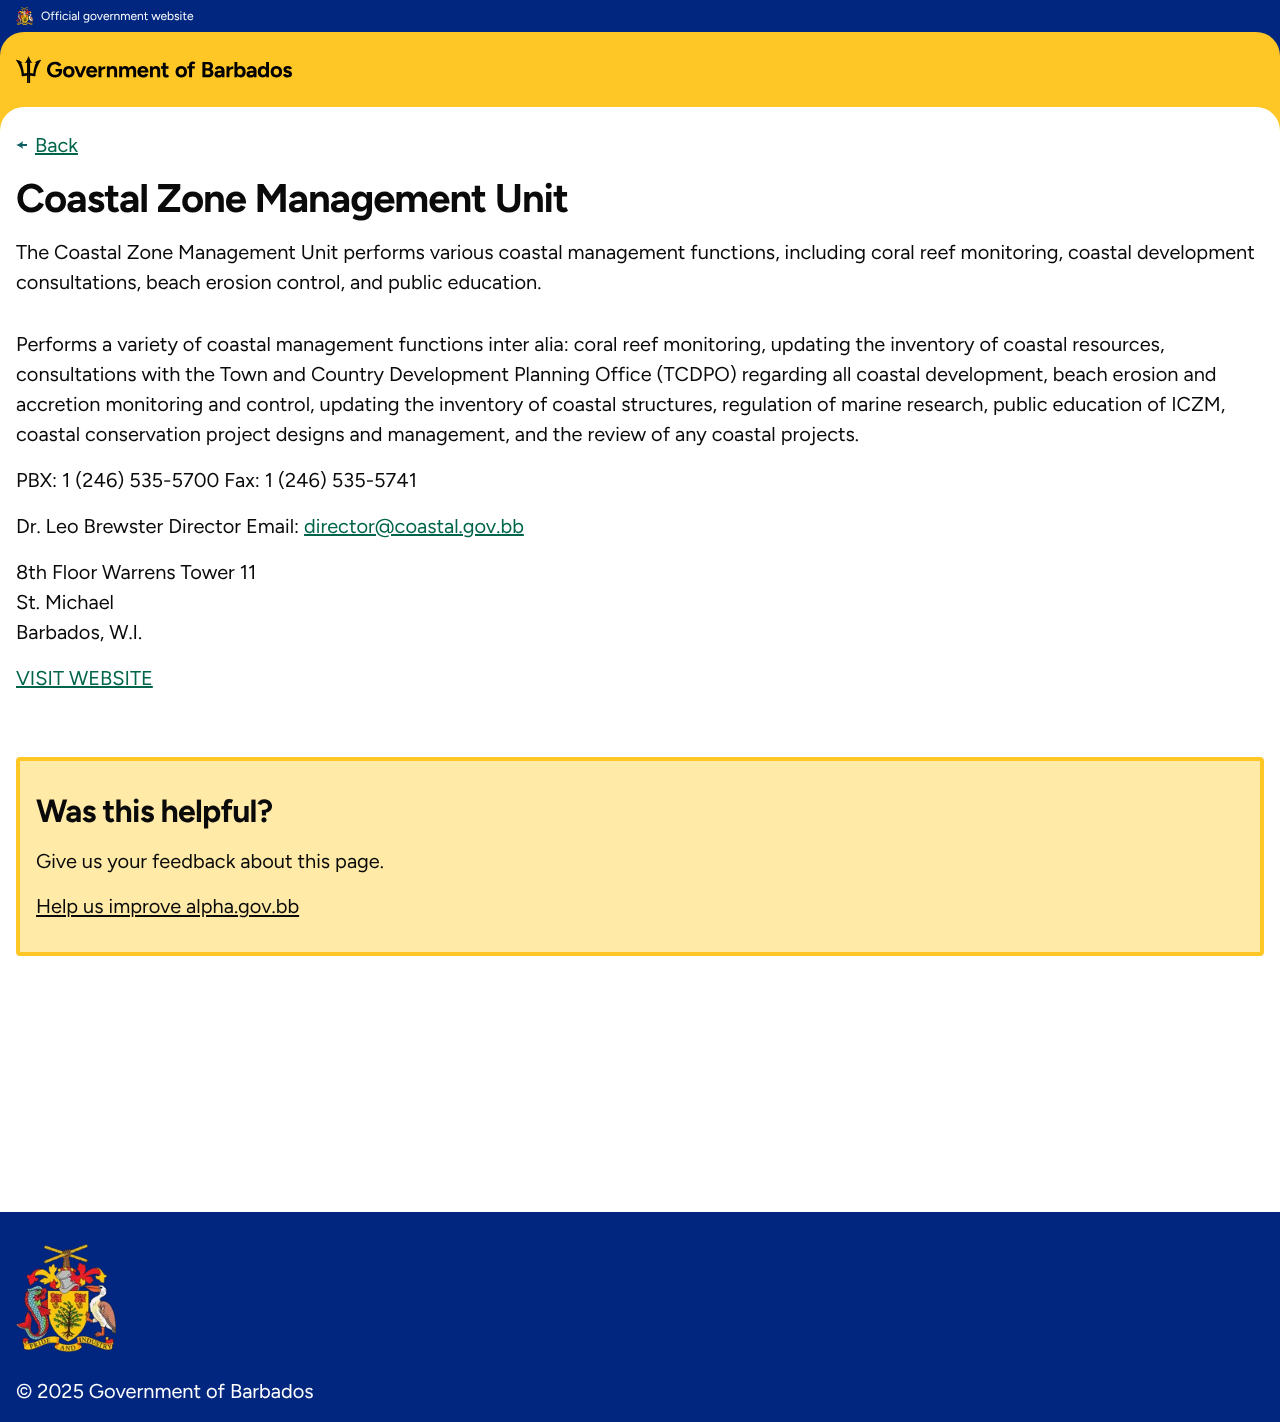 Official government website
Government of Barbados
Back
Coastal Zone Management Unit
The Coastal Zone Management Unit performs various coastal management functions, including coral reef monitoring, coastal development
consultations, beach erosion control, and public education.
Performs a variety of coastal management functions inter alia: coral reef monitoring, updating the inventory of coastal resources,
consultations with the Town and Country Development Planning Office (TCDPO) regarding all coastal development, beach erosion and
accretion monitoring and control, updating the inventory of coastal structures, regulation of marine research, public education of ICZM,
coastal conservation project designs and management, and the review of any coastal projects.
PBX: 1 (246) 535-5700 Fax: 1 (246) 535-5741
Dr. Leo Brewster Director Email: director@coastal.gov.bb
8th Floor Warrens Tower 11
St. Michael
Barbados, W.I.
VISIT WEBSITE
Was this helpful?
Give us your feedback about this page.
Help us improve alpha.gov.bb
PRIDE AND INDUSTRY
© 2025 Government of Barbados